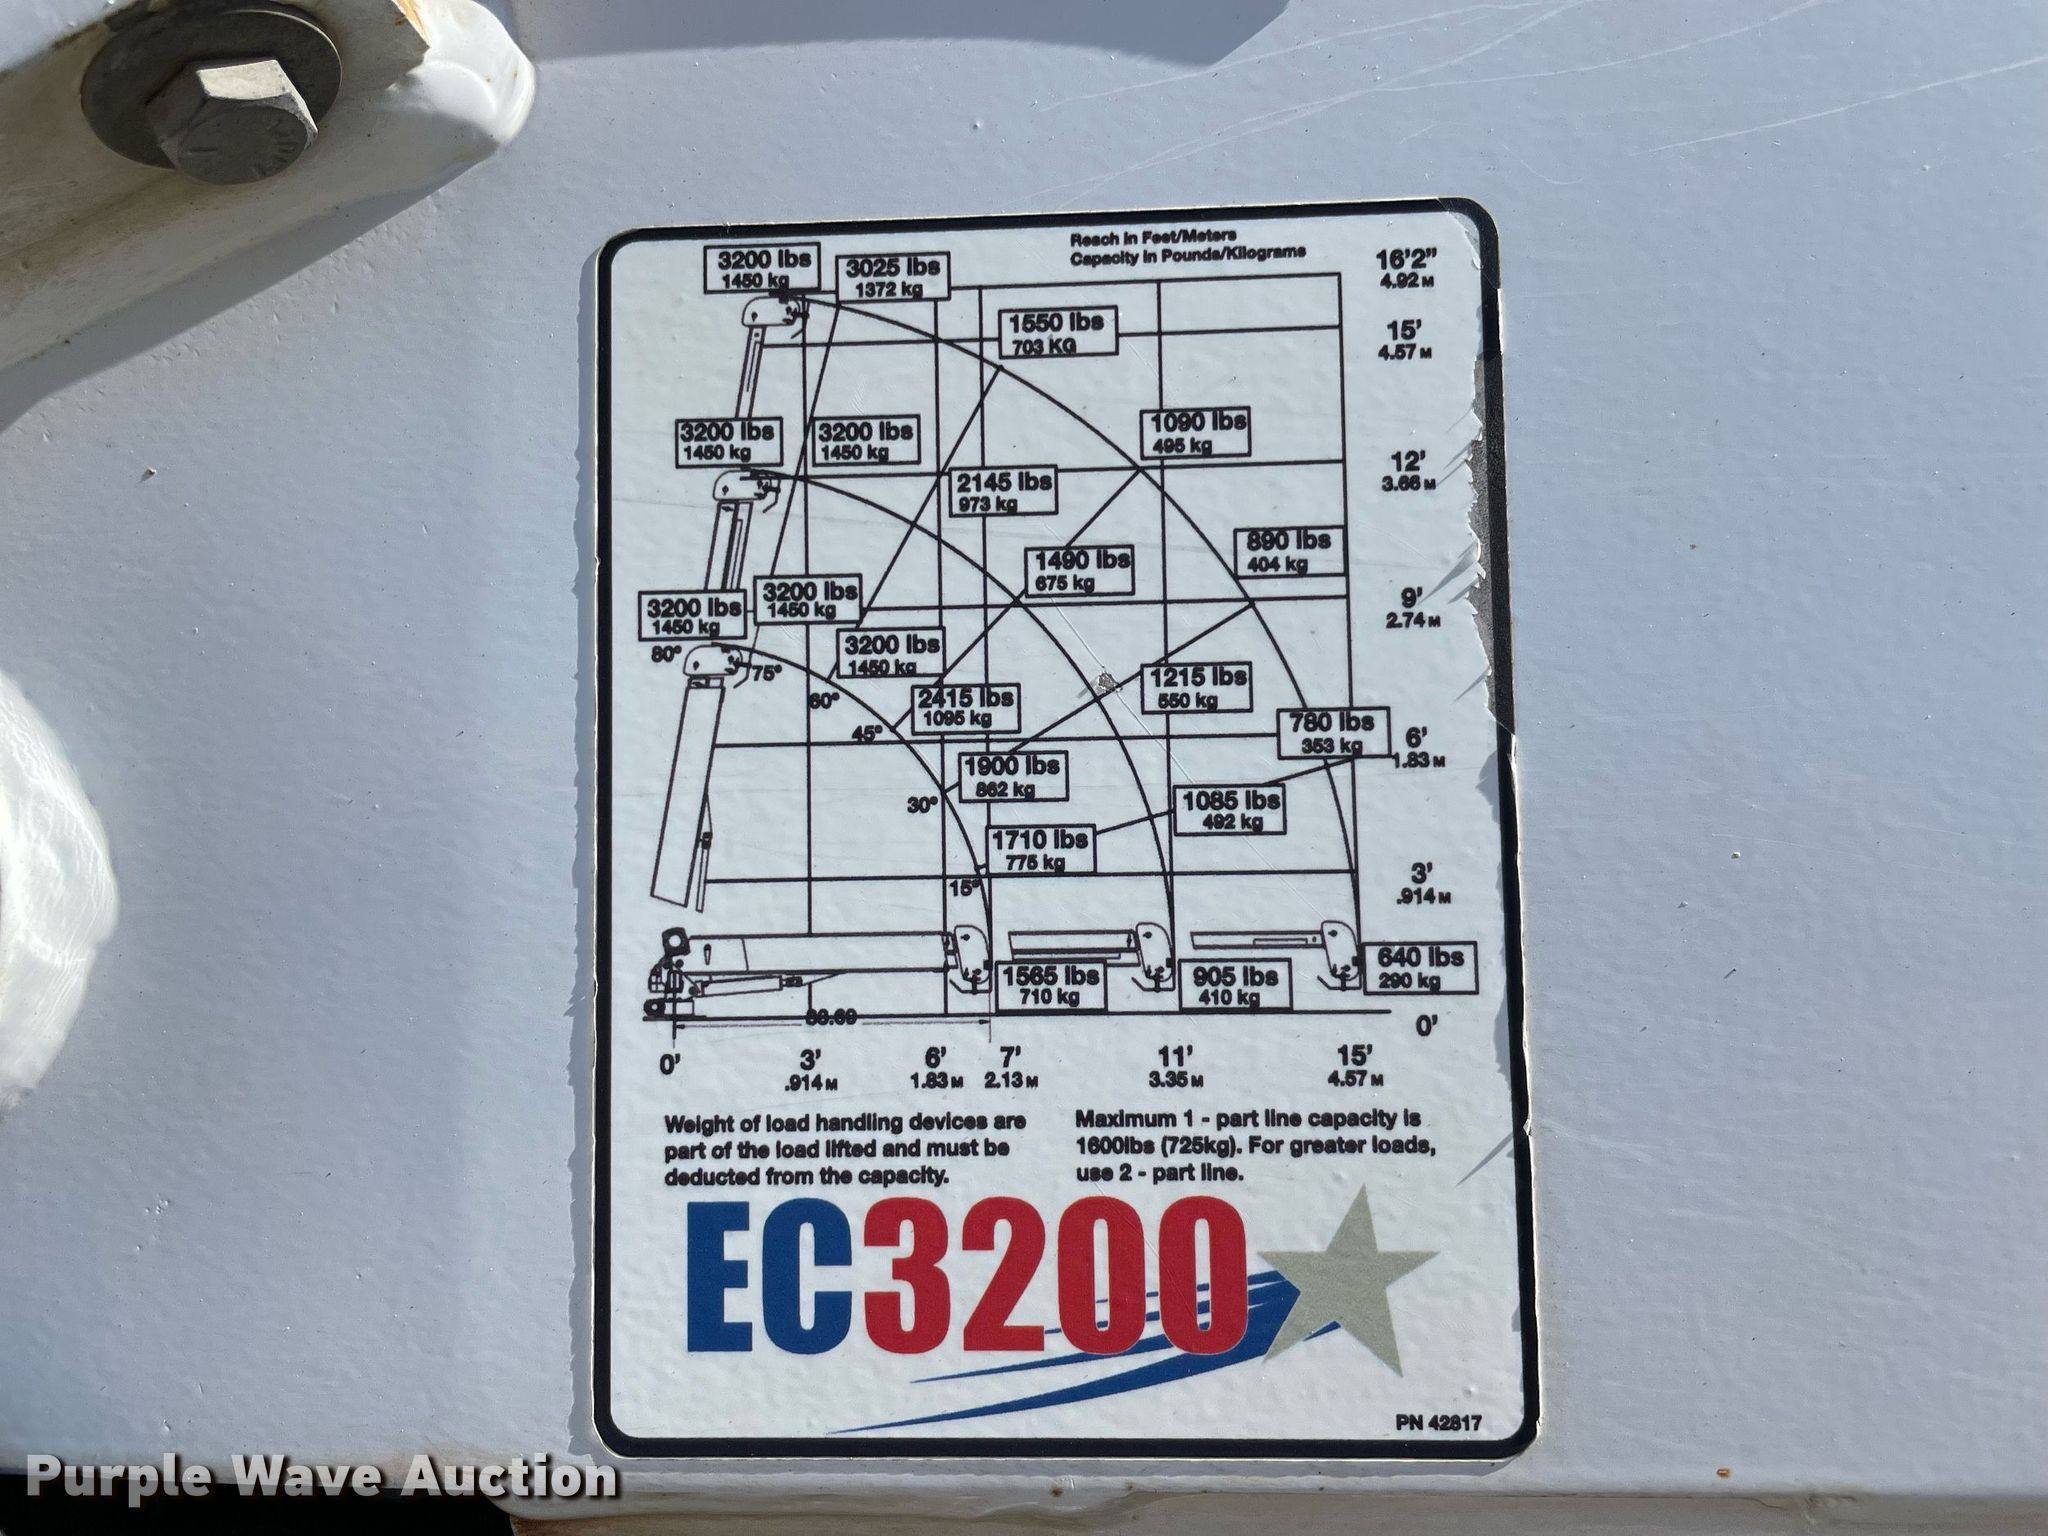 Reach in Feet/Meters
Capacity in Pounds/Kilograms
3200 lbs
1450 kg
3025 lbs
1372 kg
16'2"
4.92 M
1550 lbs
703 KG
15'
4.57 M
3200 lbs
1450 kg
3200 lbs
1450 kg
1090 lbs
495 kg
12'
3.66 M
2145 lbs
973 kg
1490 lbs
675 kg
890 lbs
404 kg
3200 lbs
1450 kg
3200 lbs
1450 kg
9'
2.74 M
80°
75°
3200 lbs
1450 kg
60°
2415 lbs
1095 kg
1215 lbs
550 kg
45°
780 lbs
353 kg
6'
1.83 M
1900 lbs
862 kg
30°
1085 lbs
492 kg
1710 lbs
775 kg
15°
3'
.914 M
1565 lbs
710 kg
905 lbs
410 kg
640 lbs
290 kg
0'
0'
3'
.914 M
6'
1.83 M
7'
2.13 M
11'
3.35 M
15'
4.57 M
Weight of load handling devices are
part of the load lifted and must be
deducted from the capacity.
Maximum 1 - part line capacity is
1600lbs (725kg). For greater loads,
use 2 - part line.
EC3200
PN 42817
Purple Wave Auction